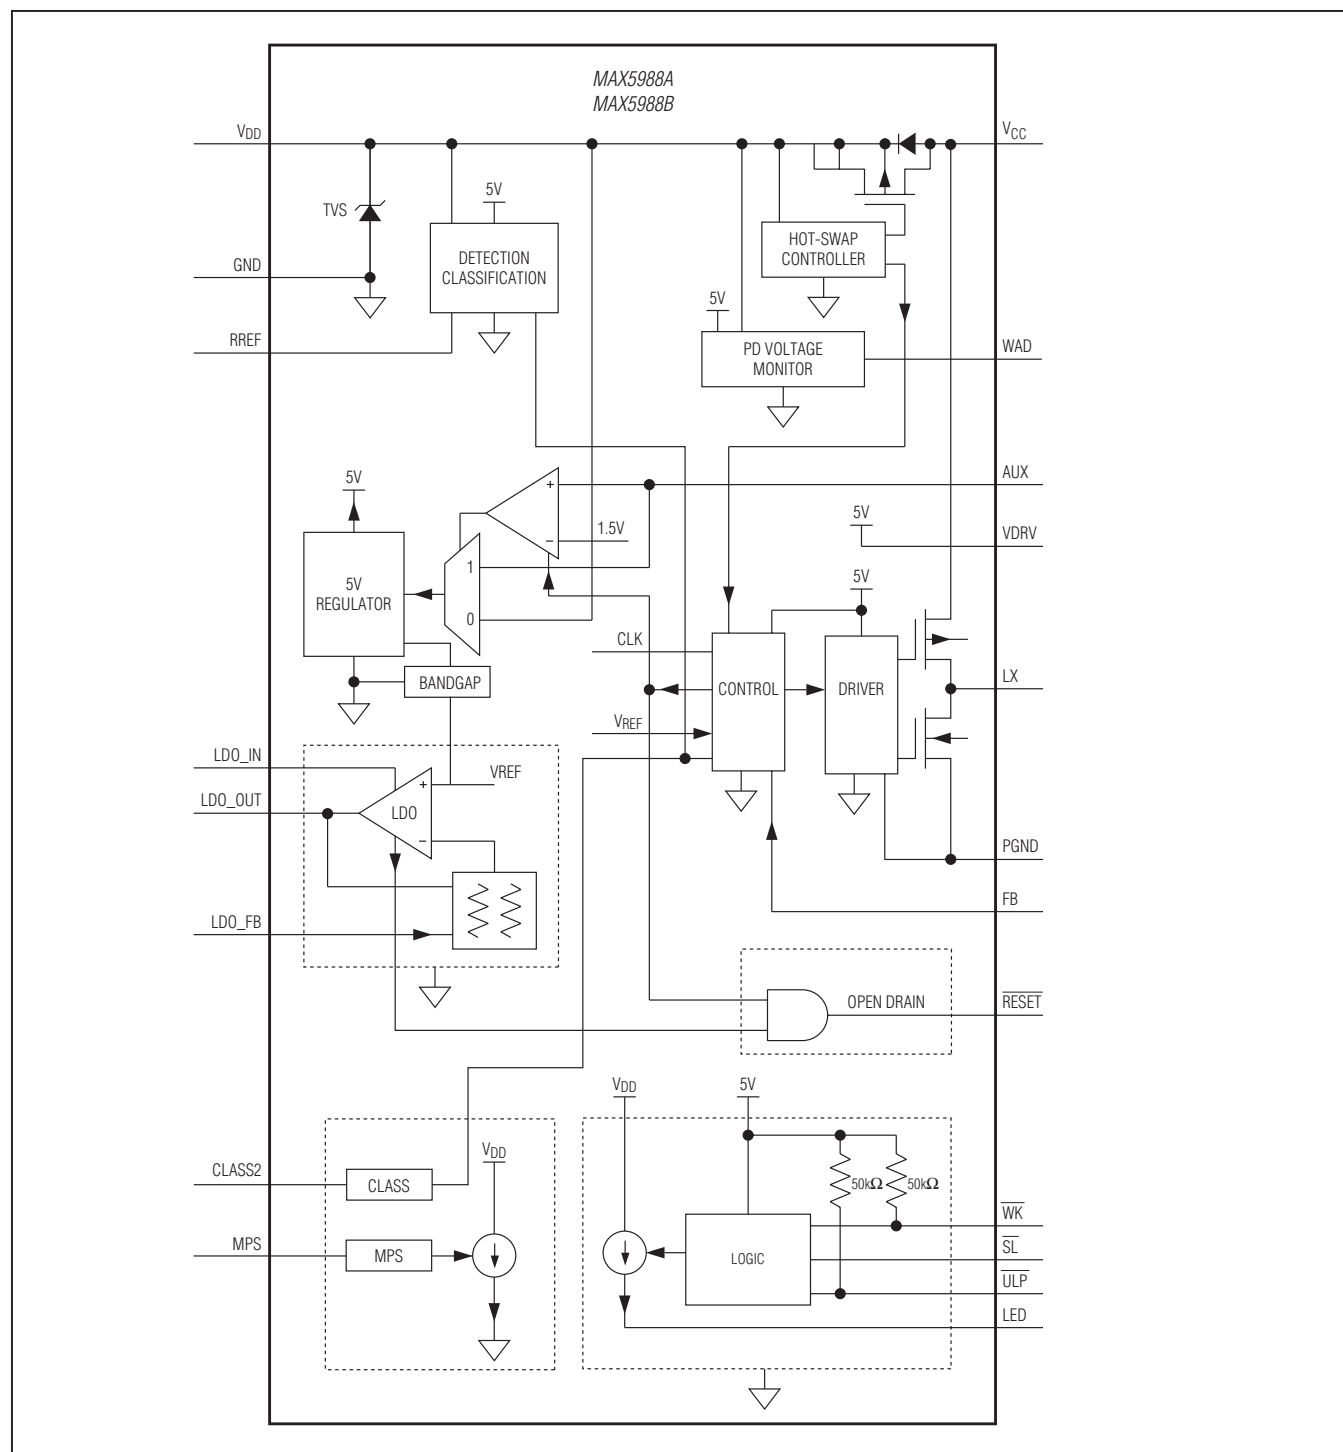 MAX5988A
MAX5988B
VDD
VCC
TVS
5V
DETECTION
CLASSIFICATION
HOT-SWAP
CONTROLLER
GND
5V
RREF
PD VOLTAGE
MONITOR
WAD
5V
+
AUX
1.5V
−
5V
VDRV
5V
REGULATOR
1
0
5V
CLK
BANDGAP
CONTROL
DRIVER
LX
VREF
LDO_IN
VREF
+
LDO_OUT
LDO
−
PGND
FB
LDO_FB
OPEN DRAIN
RESET
VDD
5V
VDD
50kΩ
50kΩ
CLASS2
CLASS
WK
MPS
MPS
LOGIC
SL
ULP
LED